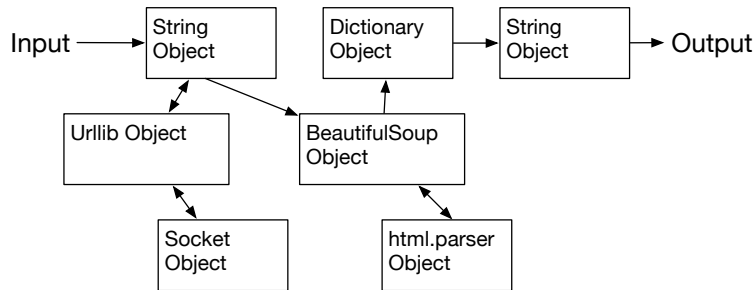 Input
String
Object
Dictionary
Object
String
Object
Output
Urllib Object
BeautifulSoup
Object
Socket
Object
html.parser
Object